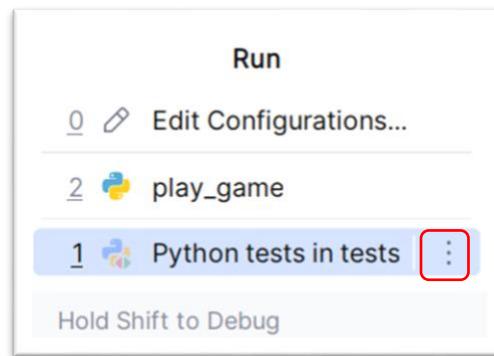 Run
0 Edit Configurations...
2 play_game
1 Python tests in tests
Hold Shift to Debug